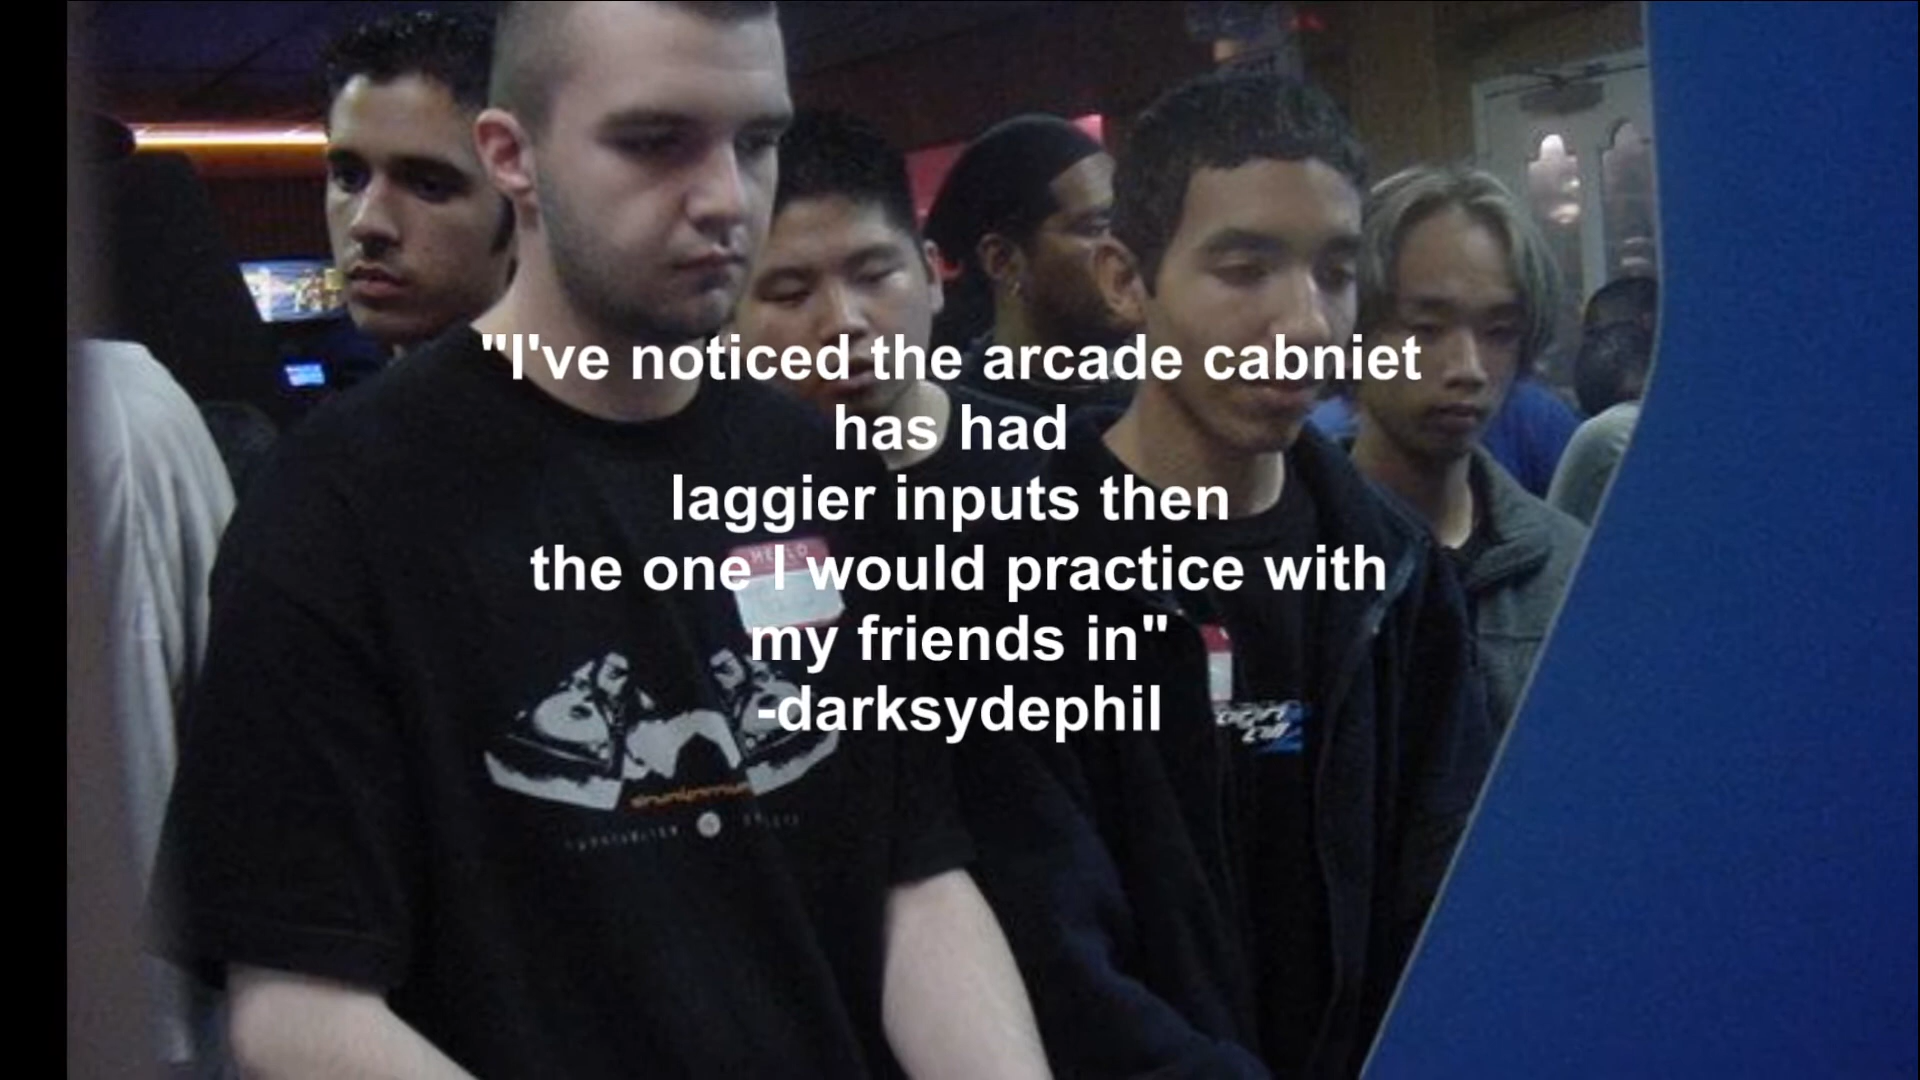 "I've noticed the arcade cabniet
has had
laggier inputs then
the one I would practice with
my friends in"
-darksydephil
HELLO